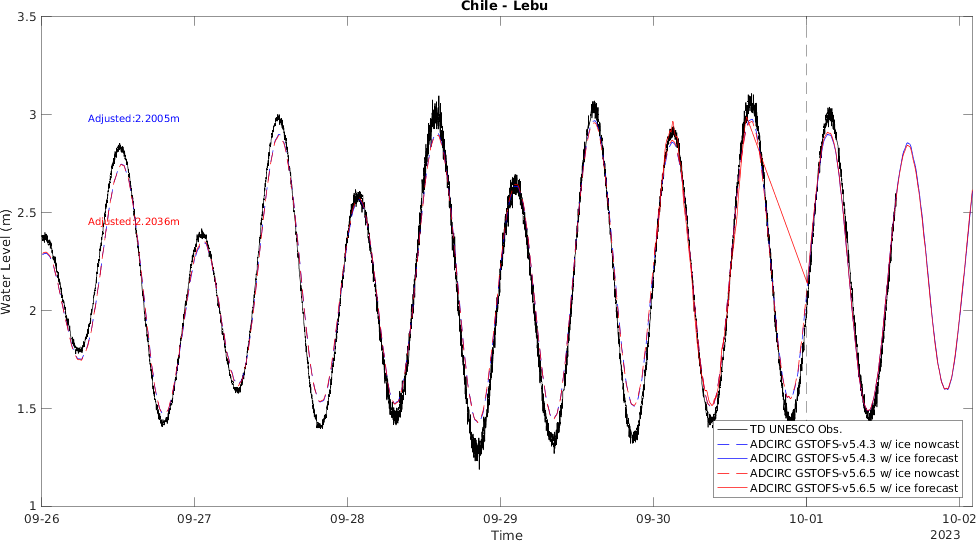 Chile - Lebu
3.5
3
2.5
2
1.5
1
Water Level (m)
Adjusted:2.2005m
Adjusted:2.2036m
TD UNESCO Obs.
ADCIRC GSTOFS-v5.4.3 w/ ice nowcast
ADCIRC GSTOFS-v5.4.3 w/ ice forecast
ADCIRC GSTOFS-v5.6.5 w/ ice nowcast
ADCIRC GSTOFS-v5.6.5 w/ ice forecast
09-26 09-27 09-28 09-29 09-30 10-01 10-02
Time
2023